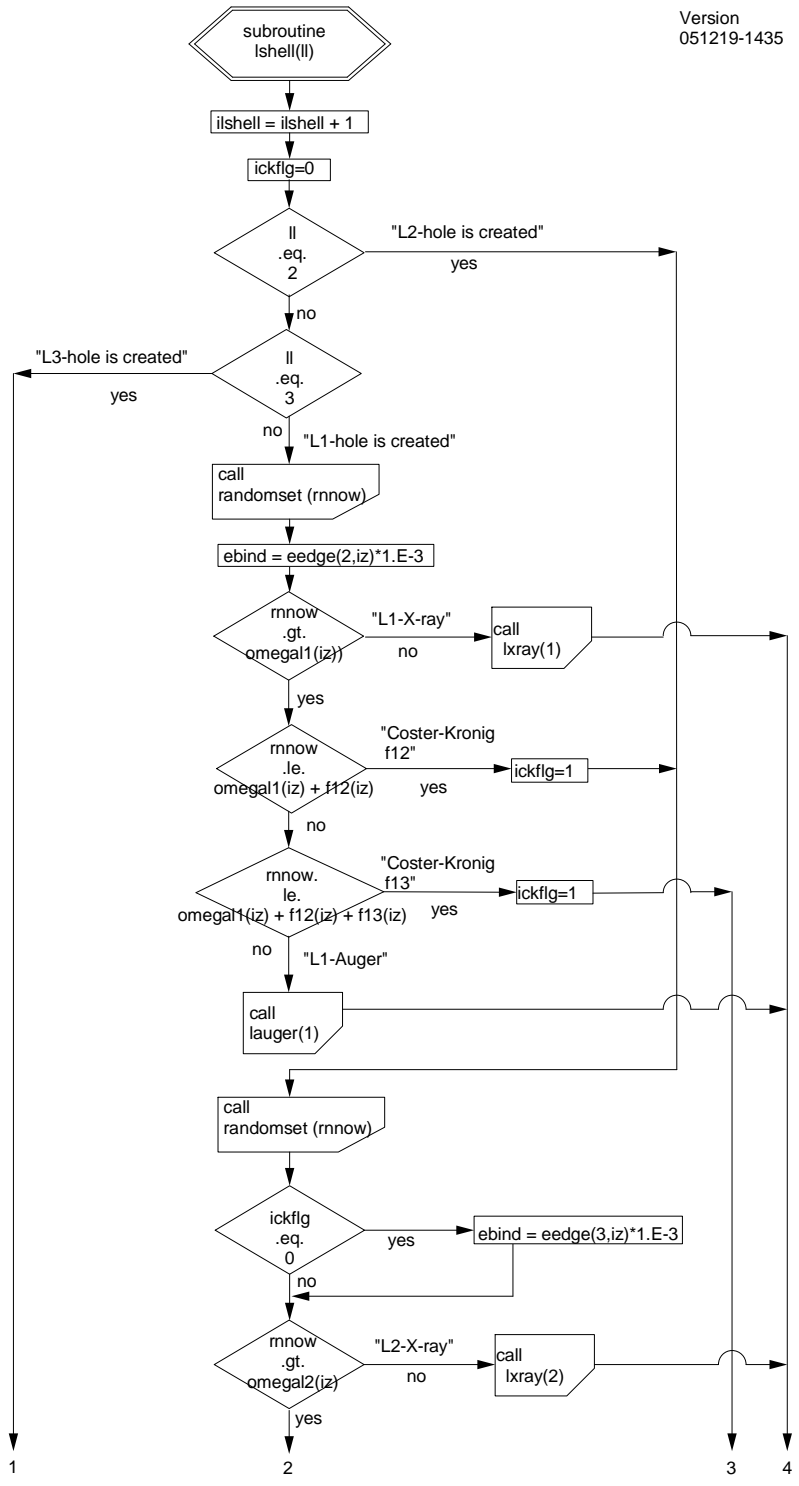 Version
051219-1435
subroutine
lshell(ll)
ilshell = ilshell + 1
ickflg=0
ll
.eq.
2
"L2-hole is created"
yes
no
ll
.eq.
3
"L3-hole is created"
yes
no
"L1-hole is created"
call
randomset (rnnow)
ebind = eedge(2,iz)*1.E-3
rnnow
.gt.
omegal1(iz))
"L1-X-ray"
no
call
lxray(1)
yes
rnnow
.le.
omegal1(iz) + f12(iz)
"Coster-Kronig
f12"
yes
ickflg=1
no
rnnow.
le.
omegal1(iz) + f12(iz) + f13(iz)
"Coster-Kronig
f13"
yes
ickflg=1
no
"L1-Auger"
call
lauger(1)
call
randomset (rnnow)
ickflg
.eq.
0
yes
ebind = eedge(3,iz)*1.E-3
no
rnnow
.gt.
omegal2(iz)
"L2-X-ray"
no
call
lxray(2)
yes
1
2
3
4